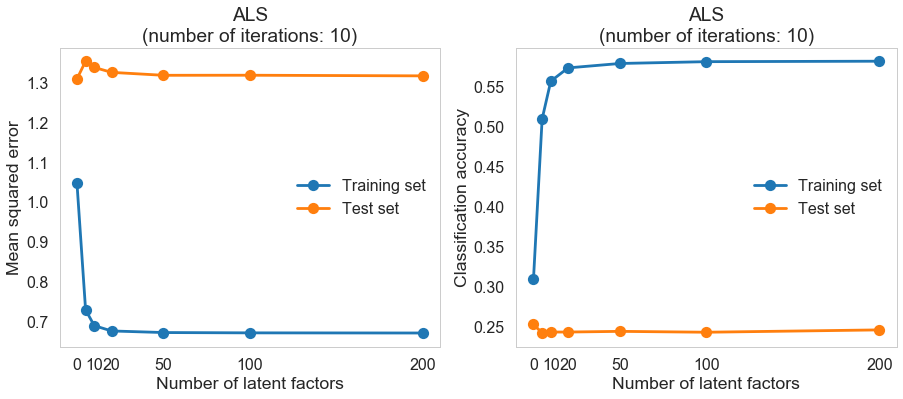 ALS
(number of iterations: 10)
Mean squared error
1.3
1.2
1.1
1.0
0.9
0.8
0.7
Training set
Test set
0 10 20 50 100 200
Number of latent factors
ALS
(number of iterations: 10)
Classification accuracy
0.55
0.50
0.45
0.40
0.35
0.30
0.25
Training set
Test set
0 10 20 50 100 200
Number of latent factors